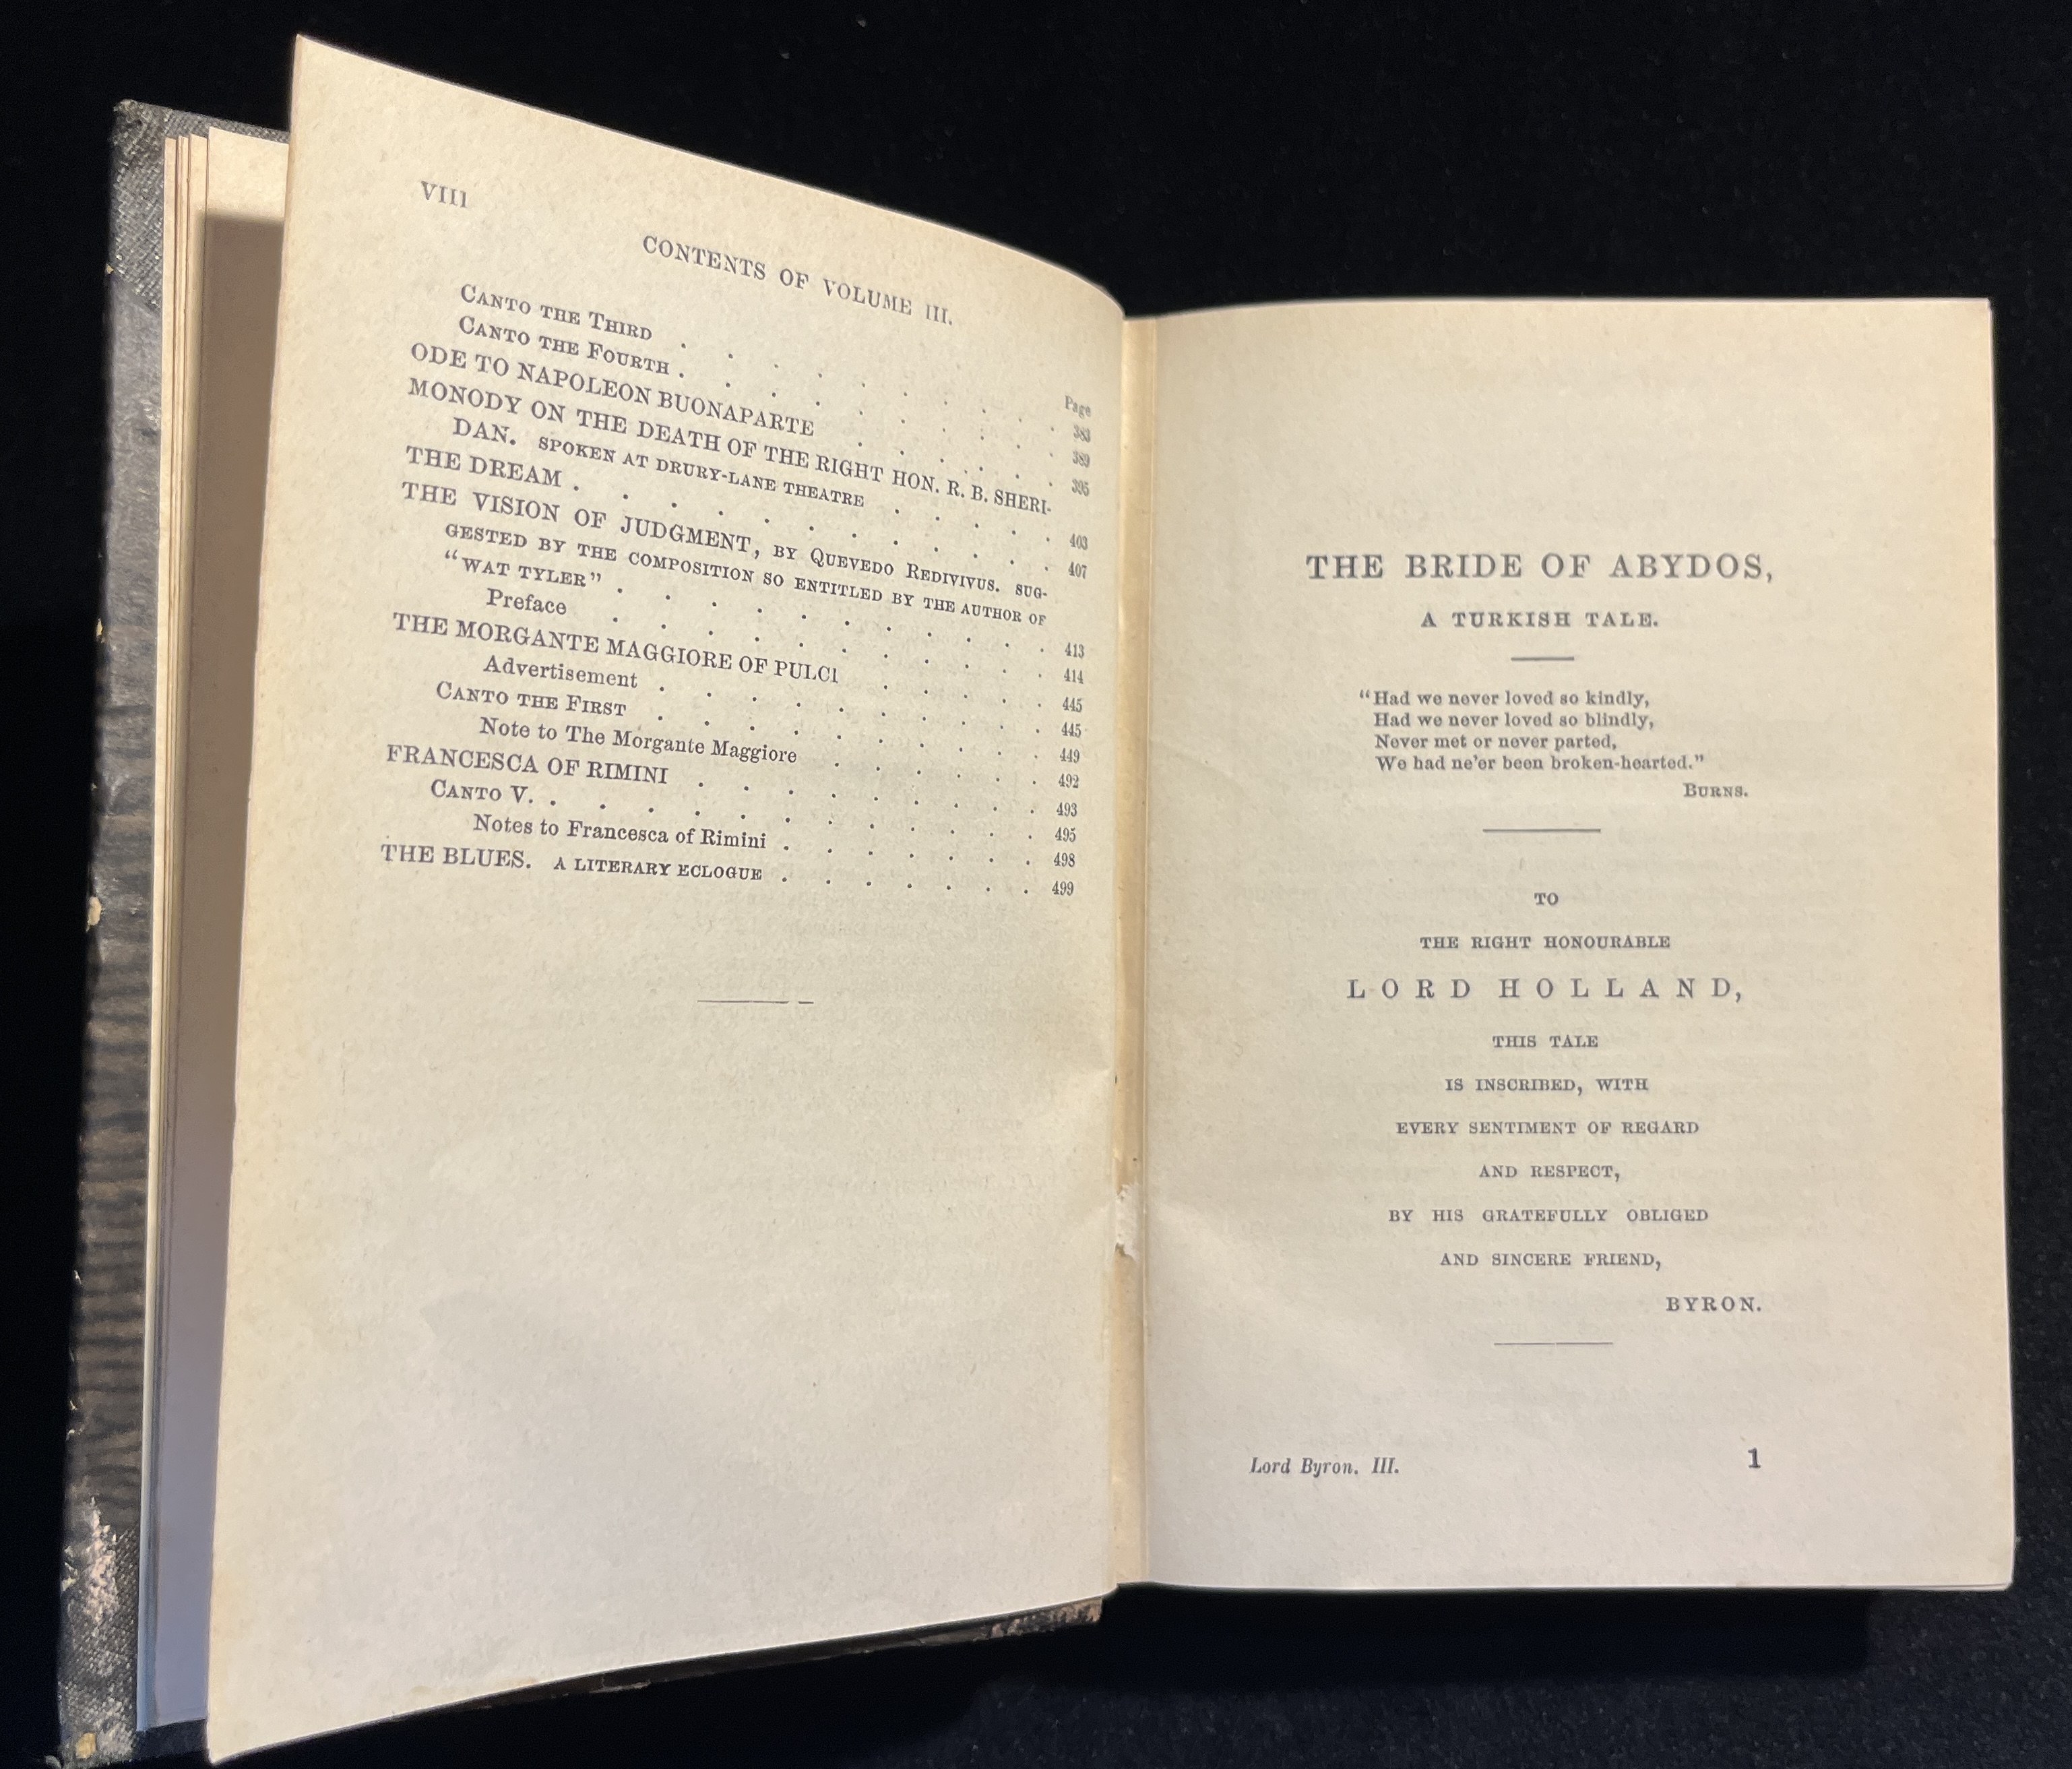 VIII
CONTENTS OF VOLUME III.
Page
CANTO THE THIRD . . . . . . . . . 383
CANTO THE FOURTH . . . . . . . . . 389
ODE TO NAPOLEON BUONAPARTE . . . . . 395
MONODY ON THE DEATH OF THE RIGHT HON. R. B. SHERI-
DAN. SPOKEN AT DRURY-LANE THEATRE . . . . 403
THE DREAM . . . . . . . . . . 407
THE VISION OF JUDGMENT, BY QUEVEDO REDIVIVUS. SUG-
GESTED BY THE COMPOSITION SO ENTITLED BY THE AUTHOR OF
“WAT TYLER” . . . . . . . . . . 413
Preface . . . . . . . . . . 414
THE MORGANTE MAGGIORE OF PULCI . . . . 445
Advertisement . . . . . . . . . 445
CANTO THE FIRST . . . . . . . . . 449
Note to The Morgante Maggiore . . . . . 492
FRANCESCA OF RIMINI . . . . . . . . 493
CANTO V. . . . . . . . . . . 495
Notes to Francesca of Rimini . . . . . . 498
THE BLUES. A LITERARY ECLOGUE . . . . . . 499
THE BRIDE OF ABYDOS,
A TURKISH TALE.
“Had we never loved so kindly,
Had we never loved so blindly,
Never met or never parted,
We had ne’er been broken-hearted.”
BURNS.
TO
THE RIGHT HONOURABLE
LORD HOLLAND,
THIS TALE
IS INSCRIBED, WITH
EVERY SENTIMENT OF REGARD
AND RESPECT,
BY HIS GRATEFULLY OBLIGED
AND SINCERE FRIEND,
BYRON.
Lord Byron. III. 1